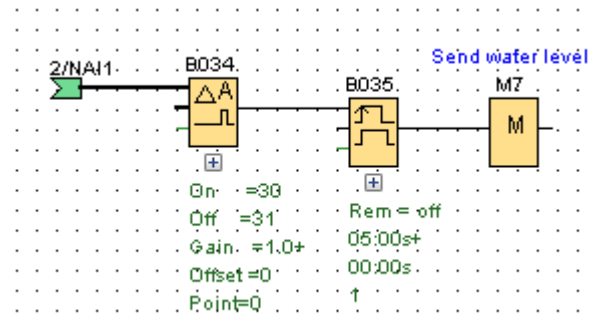 Send water level
2/NAI1
B034
B035
M7
ΔA
M
On =30
Off =31
Gain =1.0+
Offset =0
Point=0
Rem = off
05:00s+
00:00s
↑